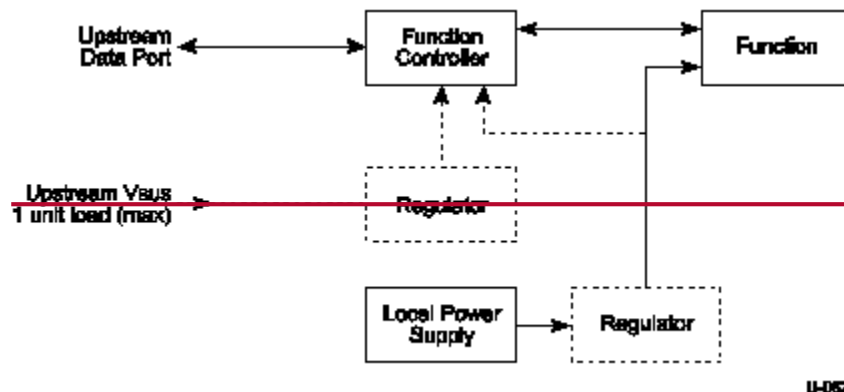 Upstream
Data Port
Function
Controller
Function
Upstream VBUS
1 unit load (max)
Regulator
Local Power
Supply
Regulator